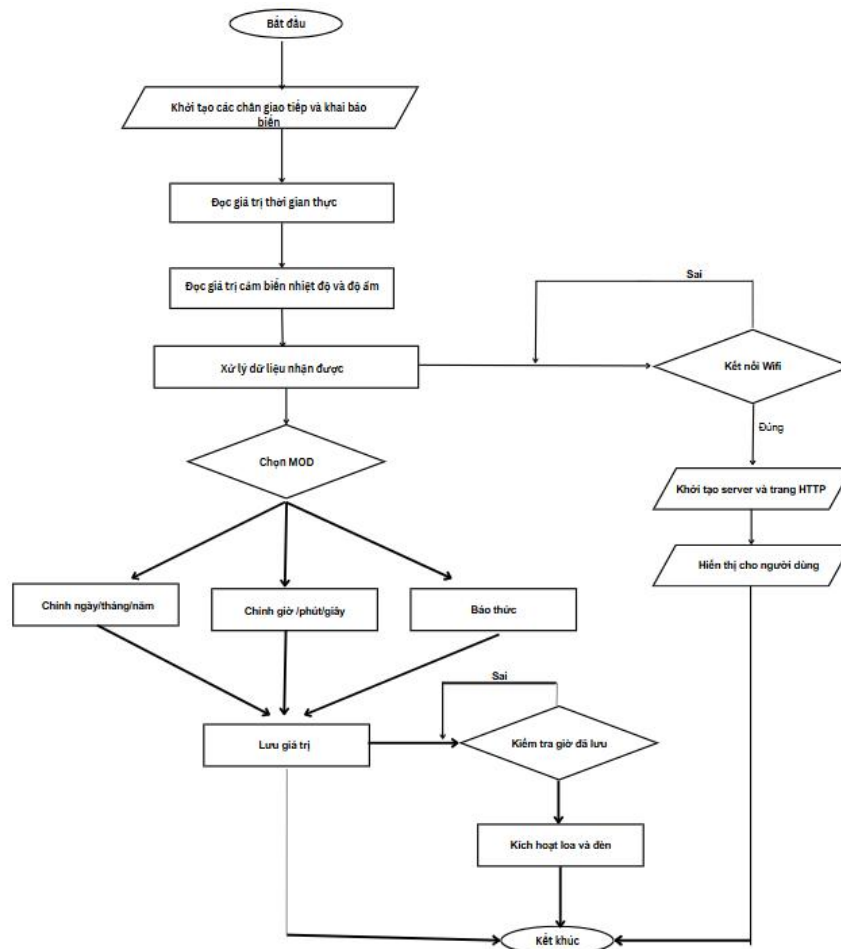 Bắt đầu
Khởi tạo các chân giao tiếp và khai báo
biến
Đọc giá trị thời gian thực
Đọc giá trị cảm biến nhiệt độ và độ ẩm
Sai
Xử lý dữ liệu nhận được
Kết nối Wifi
Đúng
Chọn MOD
Khởi tạo server và trang HTTP
Hiển thị cho người dùng
Chỉnh ngày/tháng/năm
Chỉnh giờ /phút/giây
Báo thức
Sai
Lưu giá trị
Kiểm tra giờ đã lưu
Kích hoạt loa và đèn
Kết khúc